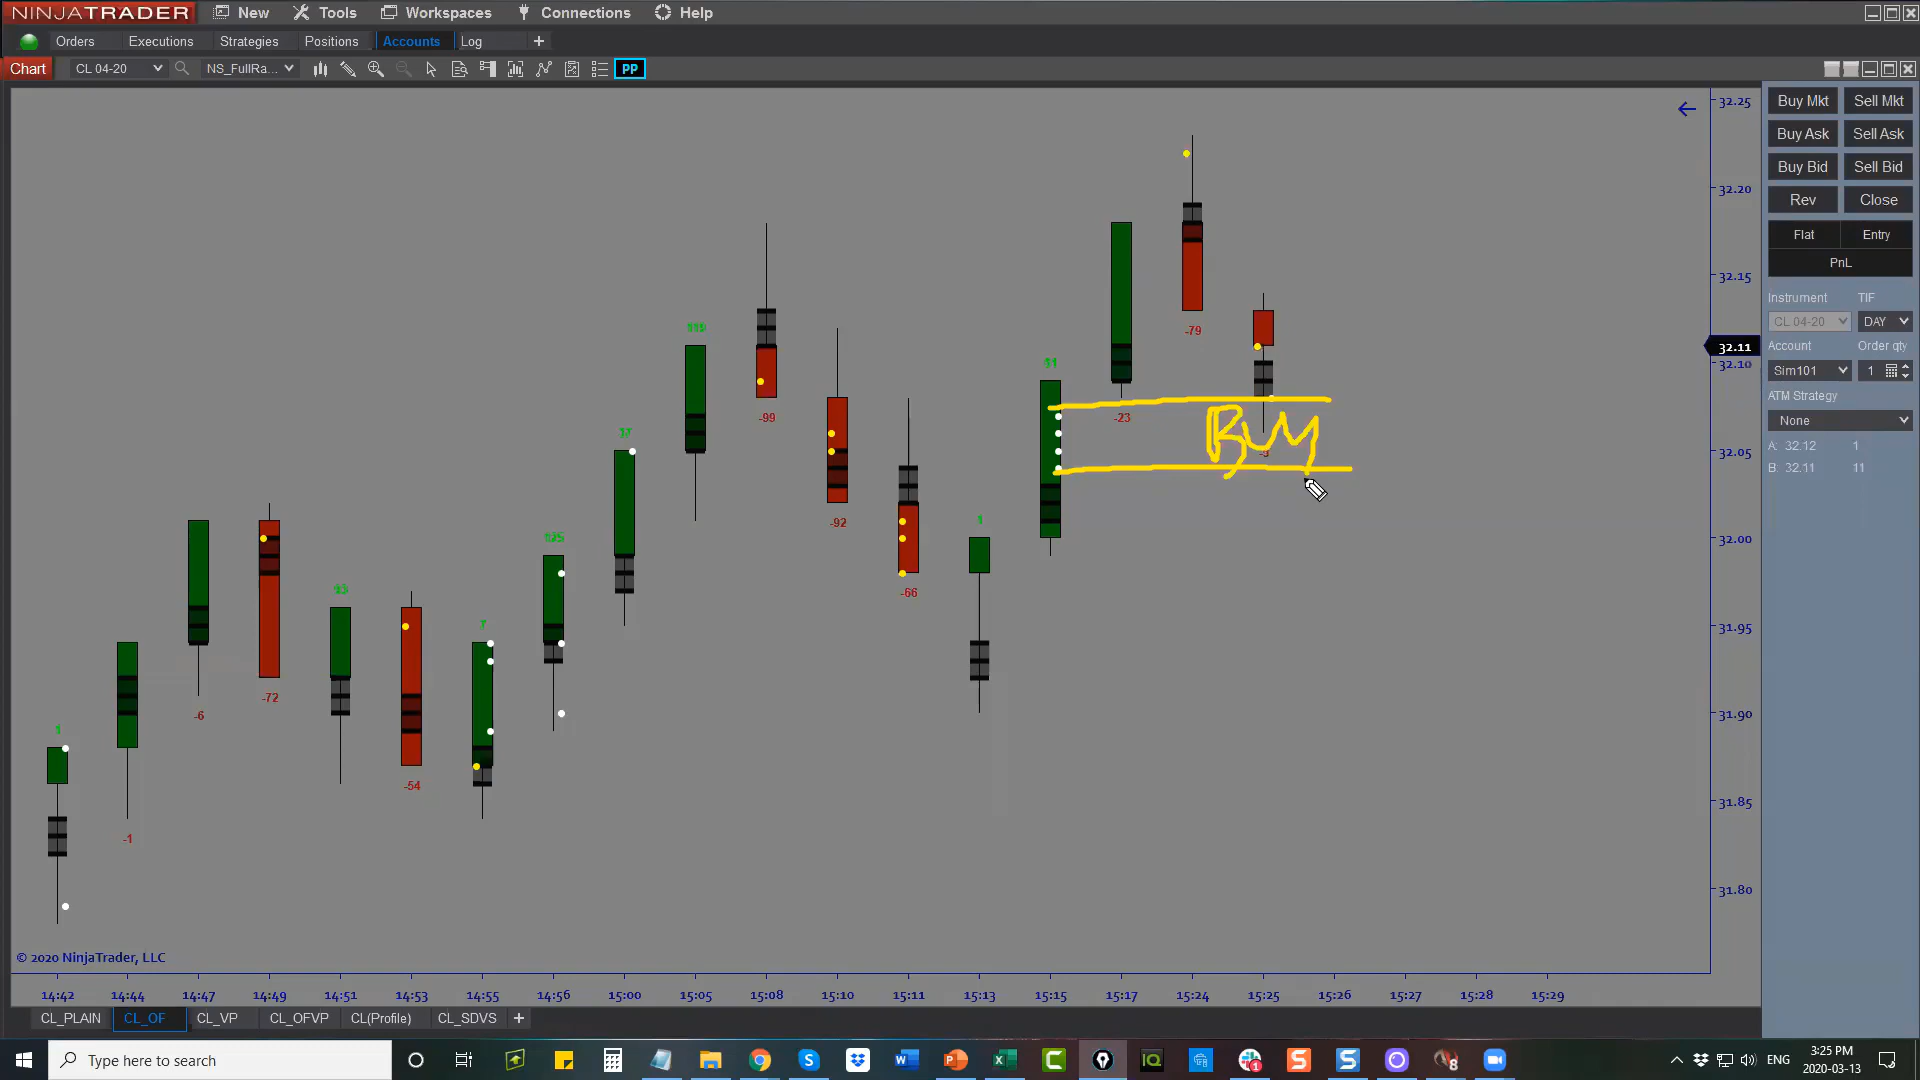 NINJATRADER New Tools Workspaces Connections Help
Orders Executions Strategies Positions Accounts Log +
Chart CL 04-20 NS_FullRa... PP
32.25
32.20
32.15
32.11
32.10
32.05
32.00
31.95
31.90
31.85
31.80
Buy Mkt Sell Mkt
Buy Ask Sell Ask
Buy Bid Sell Bid
Rev Close
Flat Entry
PnL
Instrument TIF
CL 04-20 DAY
Account Order qty
Sim101 1
ATM Strategy
None
A: 32.12 1
B: 32.11 11
119
-99
-79
91
-23
BUY
-92
-66
1
-6
-72
93
-54
7
1
-1
© 2020 NinjaTrader, LLC
14:42 14:44 14:47 14:49 14:51 14:53 14:55 14:56 15:00 15:05 15:08 15:10 15:11 15:13 15:15 15:17 15:24 15:25 15:26 15:27 15:28 15:29
CL_PLAIN CL_OF CL_VP CL_OFVP CL(Profile) CL_SDVS +
Type here to search
ENG
3:25 PM
2020-03-13